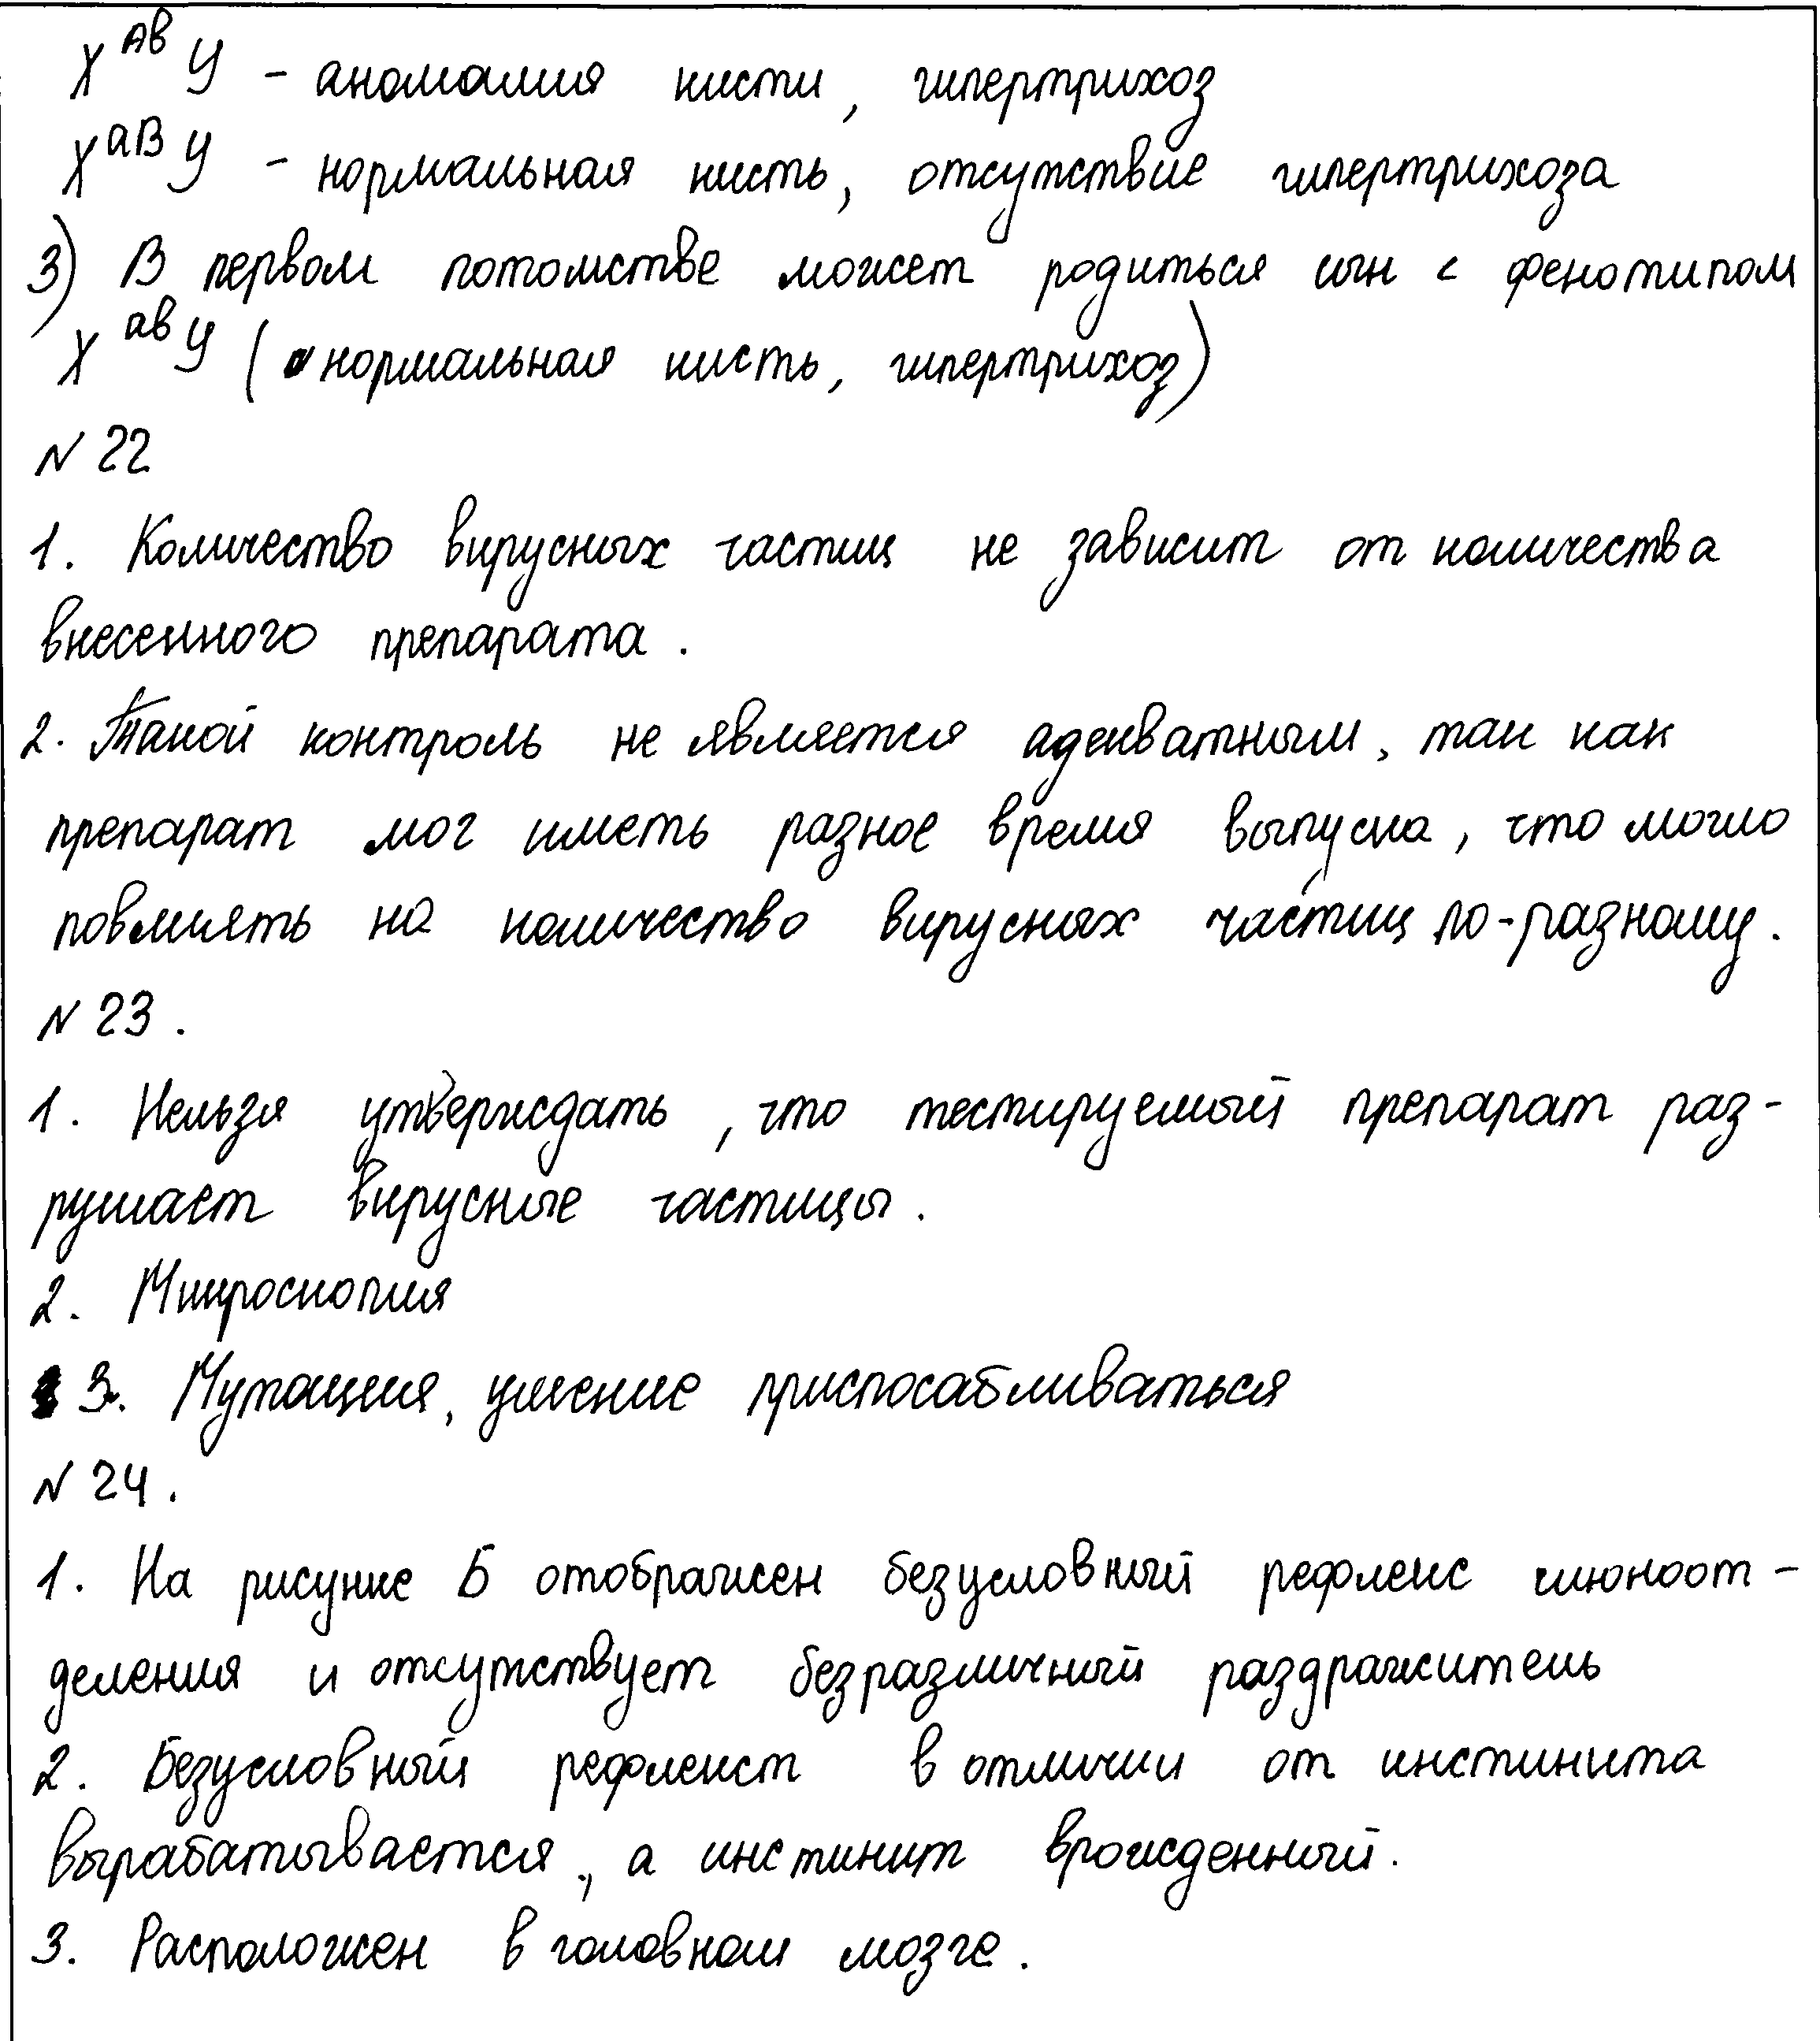 X^Ab У - аномалия кисти, гипертрихоз
X^aB У - нормальная кисть, отсутствие гипертрихоза
3) В первом потомстве может родиться сын с фенотипом
X^ab У (нормальная кисть, гипертрихоз)
N 22
1. Количество вирусных частиц не зависит от количества
внесенного препарата.
2. Такой контроль не является адекватным, так как
препарат мог иметь разное время выпуска, что могло
повлиять на количество вирусных частиц по-разному.
N 23.
1. Нельзя утверждать, что тестируемый препарат раз-
рушает вирусные частицы.
2. Микроскопия
3. Мутация, умение приспосабливаться
N 24.
1. На рисунке Б отображен безусловный рефлекс слюноот-
деления и отсутствует безразличный раздражитель
2. Безусловный рефлекст в отличии от инстинкта
вырабатывается, а инстинкт врожденный.
3. Расположен в головном мозге.